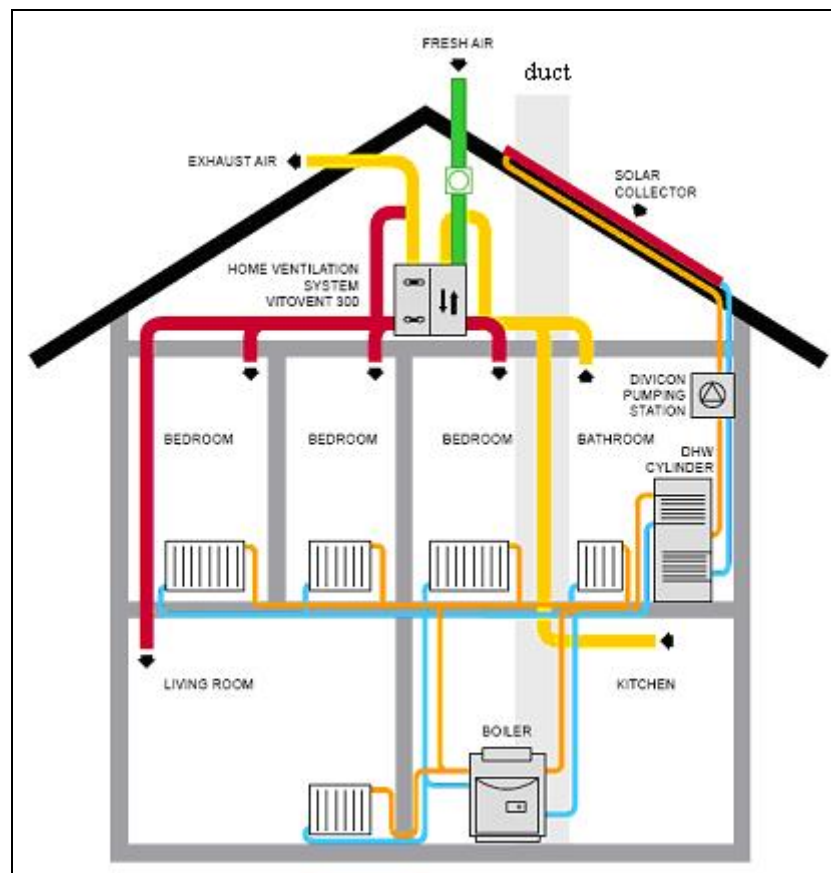 FRESH AIR
duct
EXHAUST AIR
SOLAR
COLLECTOR
HOME VENTILATION
SYSTEM
VITOVENT 300
DIVICON
PUMPING
STATION
BEDROOM
BEDROOM
BEDROOM
BATHROOM
DHW
CYLINDER
LIVING ROOM
KITCHEN
BOILER